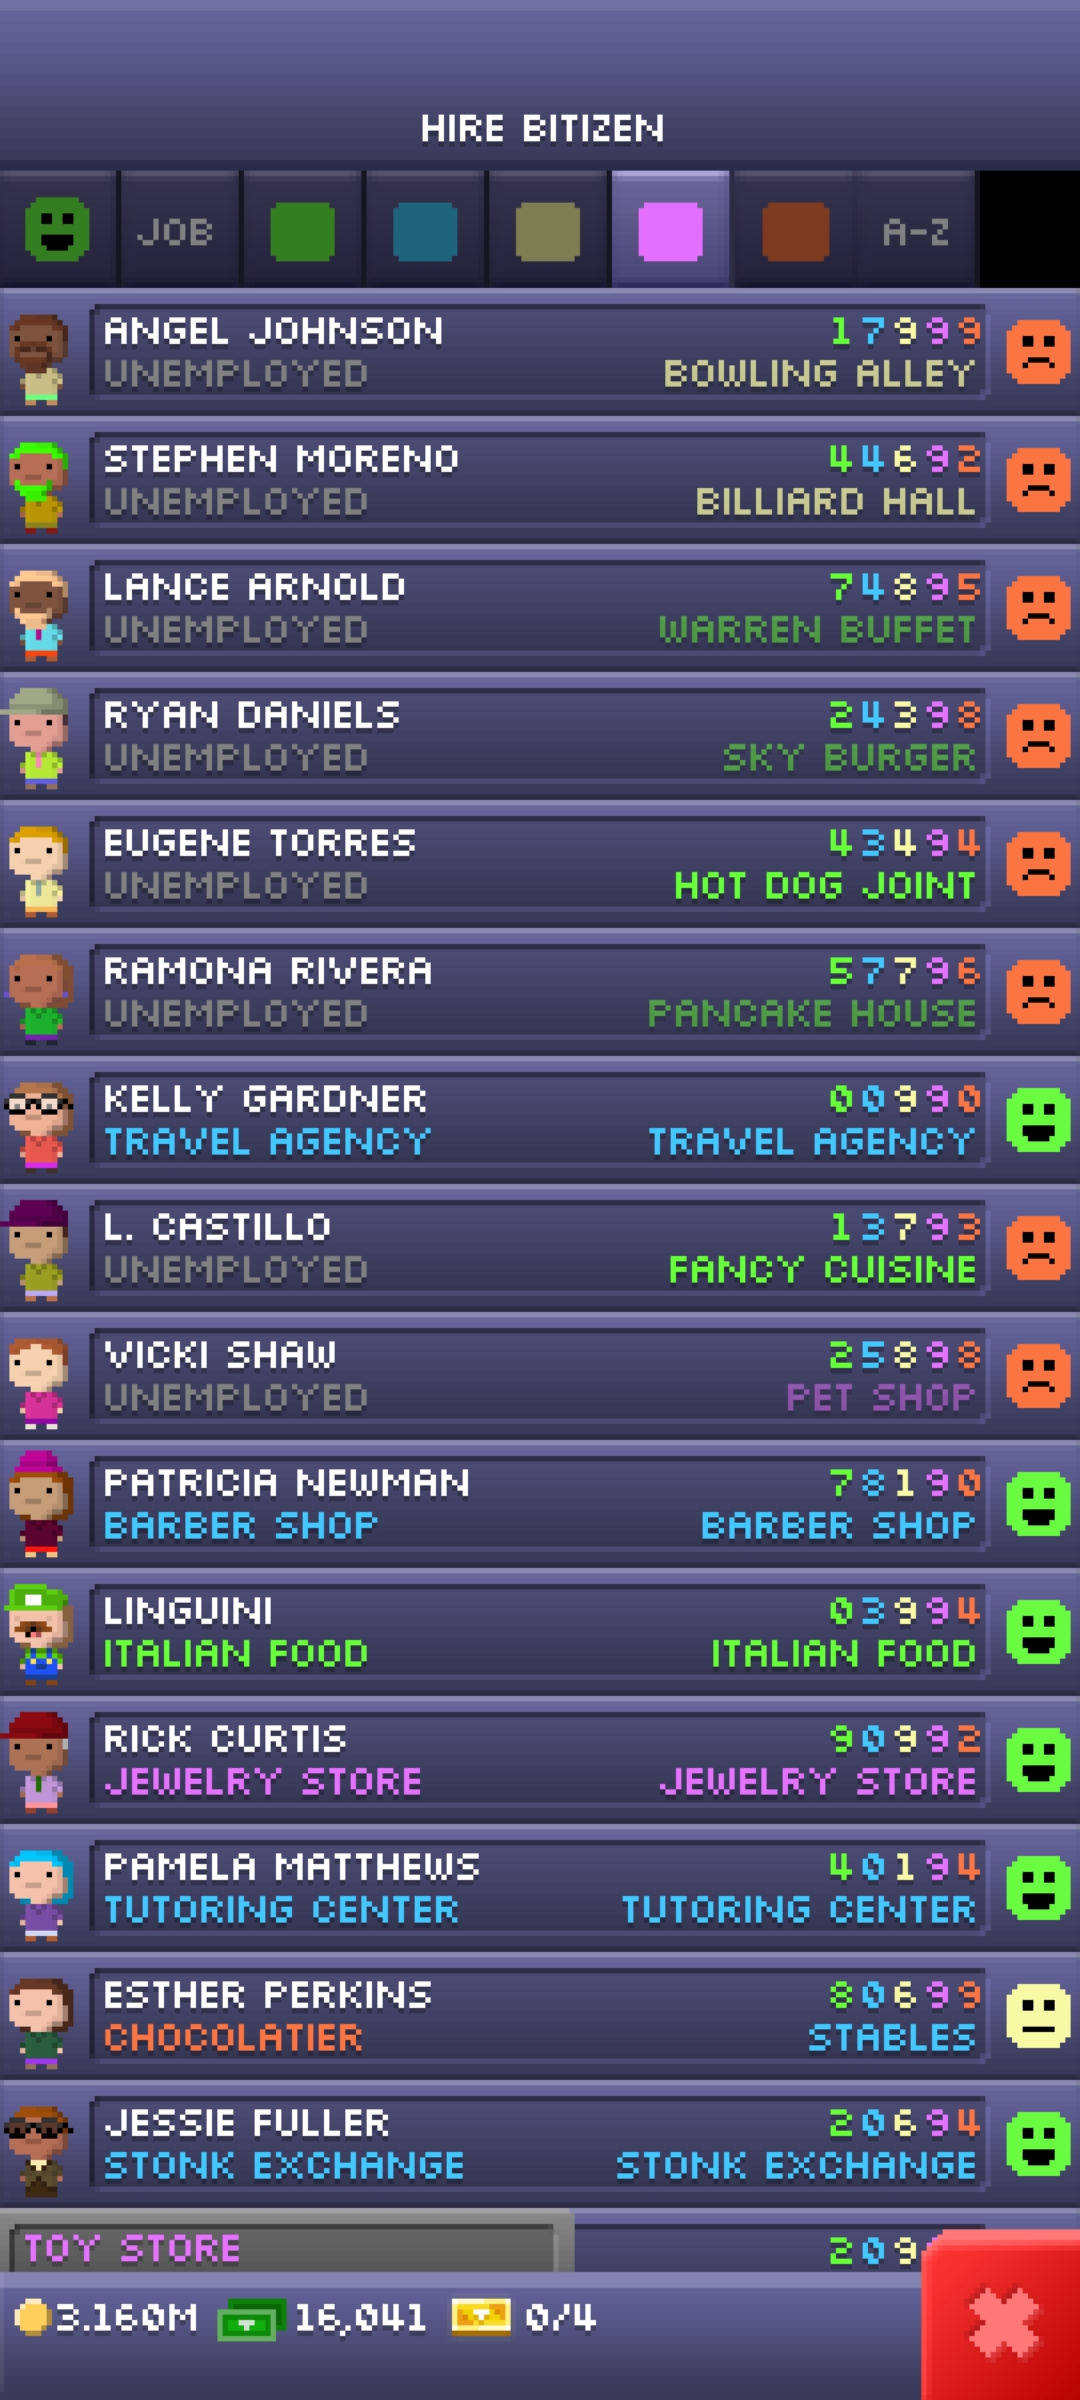 HIRE BITIZEN
JOB A-Z
ANGEL JOHNSON 17999
UNEMPLOYED BOWLING ALLEY
STEPHEN MORENO 44692
UNEMPLOYED BILLIARD HALL
LANCE ARNOLD 74895
UNEMPLOYED WARREN BUFFET
RYAN DANIELS 24398
UNEMPLOYED SKY BURGER
EUGENE TORRES 43494
UNEMPLOYED HOT DOG JOINT
RAMONA RIVERA 57796
UNEMPLOYED PANCAKE HOUSE
KELLY GARDNER 00990
TRAVEL AGENCY TRAVEL AGENCY
L. CASTILLO 13793
UNEMPLOYED FANCY CUISINE
VICKI SHAW 25898
UNEMPLOYED PET SHOP
PATRICIA NEWMAN 78190
BARBER SHOP BARBER SHOP
LINGUINI 03994
ITALIAN FOOD ITALIAN FOOD
RICK CURTIS 90992
JEWELRY STORE JEWELRY STORE
PAMELA MATTHEWS 40194
TUTORING CENTER TUTORING CENTER
ESTHER PERKINS 80699
CHOCOLATIER STABLES
JESSIE FULLER 20694
STONK EXCHANGE STONK EXCHANGE
TOY STORE 209
3.160M 16,041 0/4